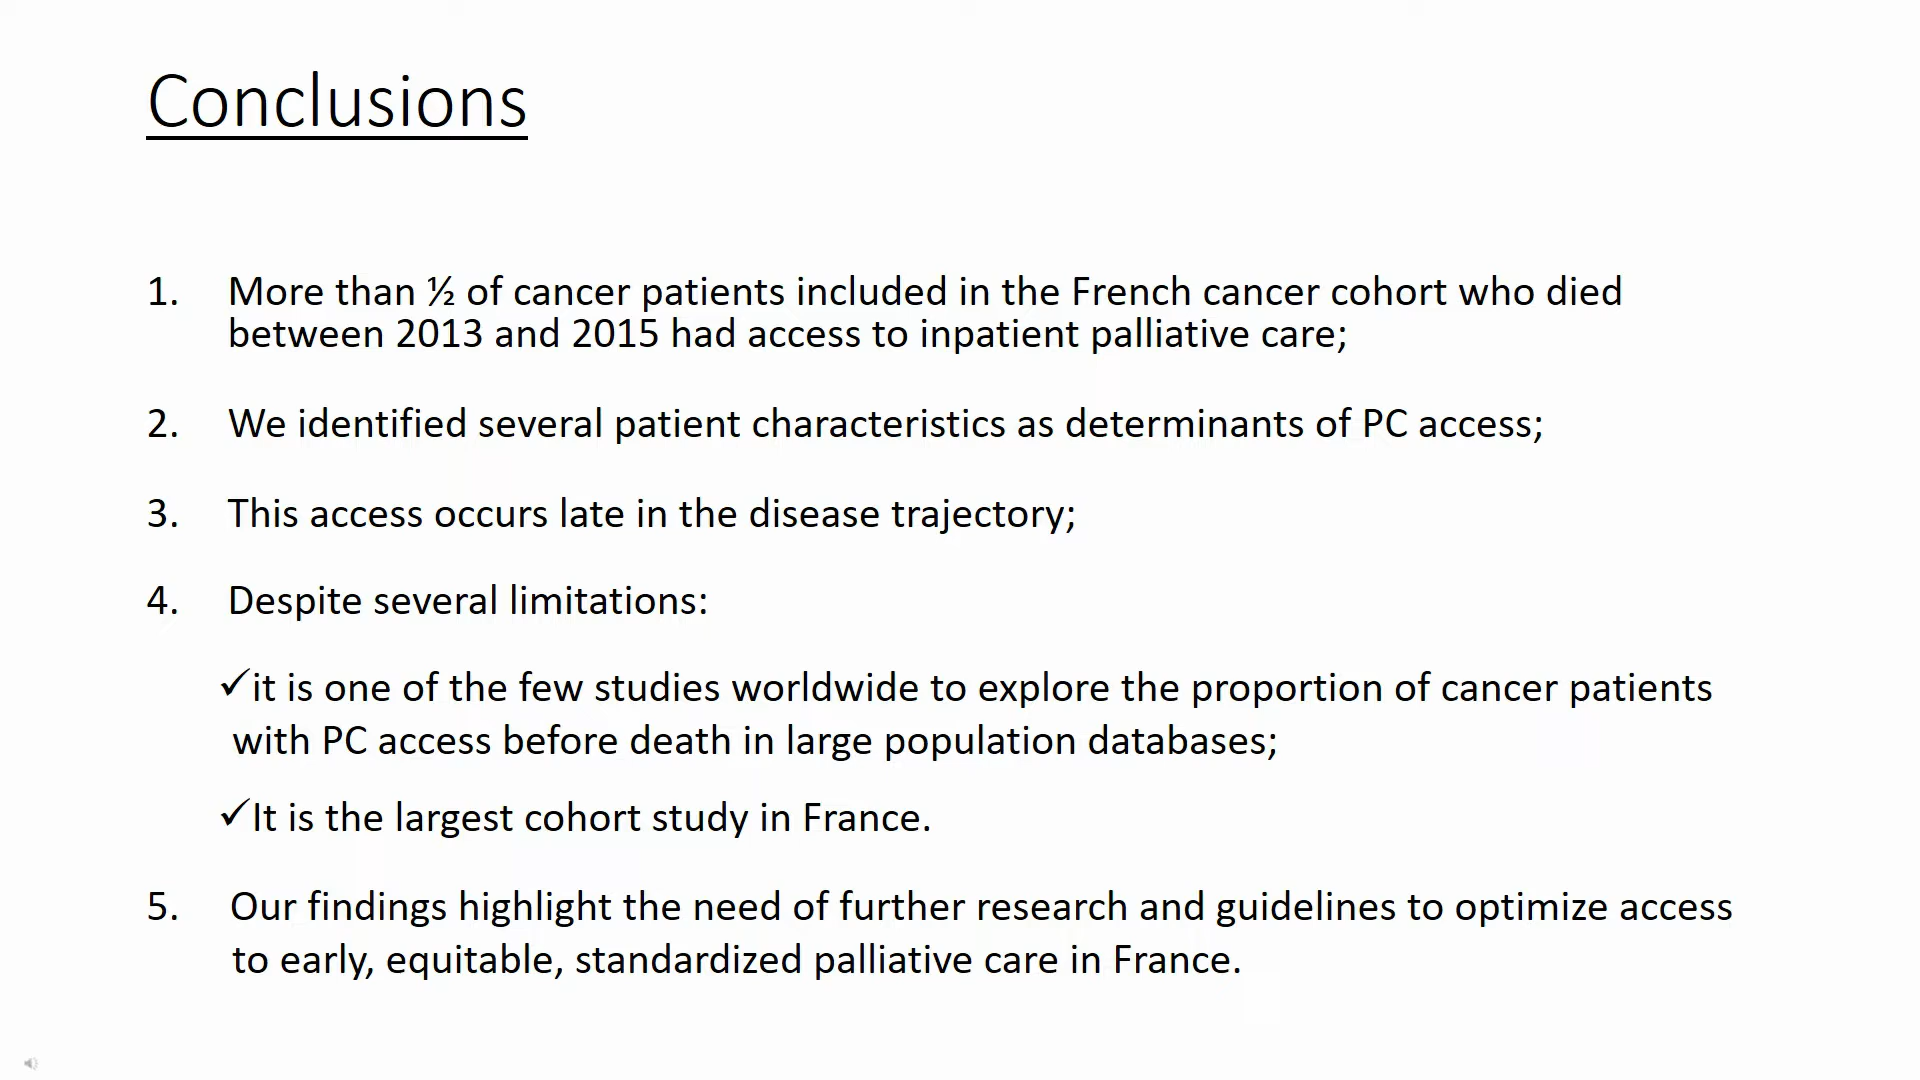 Conclusions
1. More than ½ of cancer patients included in the French cancer cohort who died
between 2013 and 2015 had access to inpatient palliative care;
2. We identified several patient characteristics as determinants of PC access;
3. This access occurs late in the disease trajectory;
4. Despite several limitations:
✓it is one of the few studies worldwide to explore the proportion of cancer patients
with PC access before death in large population databases;
✓It is the largest cohort study in France.
5. Our findings highlight the need of further research and guidelines to optimize access
to early, equitable, standardized palliative care in France.